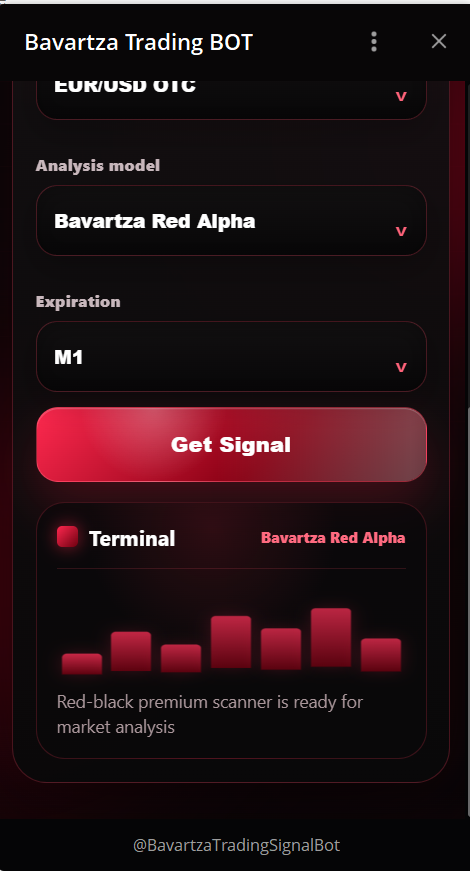 Bavartza Trading BOT
EUR/USD OTC
v
Analysis model
Bavartza Red Alpha
v
Expiration
M1
v
Get Signal
Terminal
Bavartza Red Alpha
Red-black premium scanner is ready for
market analysis
@BavartzaTradingSignalBot